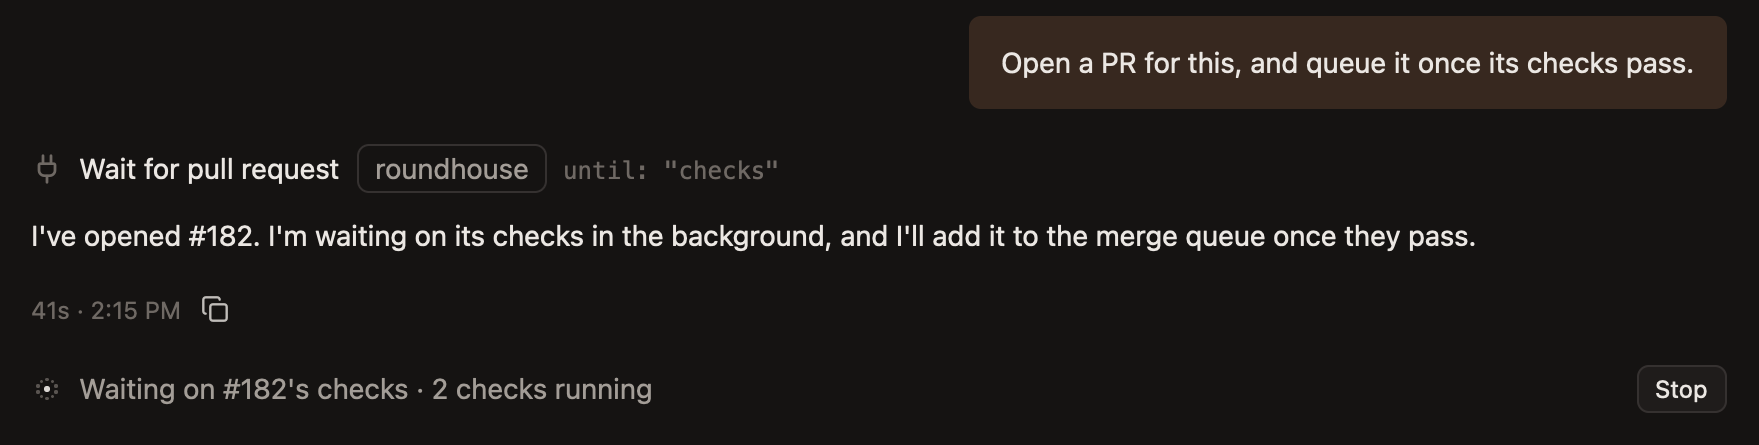 Open a PR for this, and queue it once its checks pass.
Wait for pull request roundhouse until: "checks"
I've opened #182. I'm waiting on its checks in the background, and I'll add it to the merge queue once they pass.
41s · 2:15 PM
Waiting on #182's checks · 2 checks running Stop